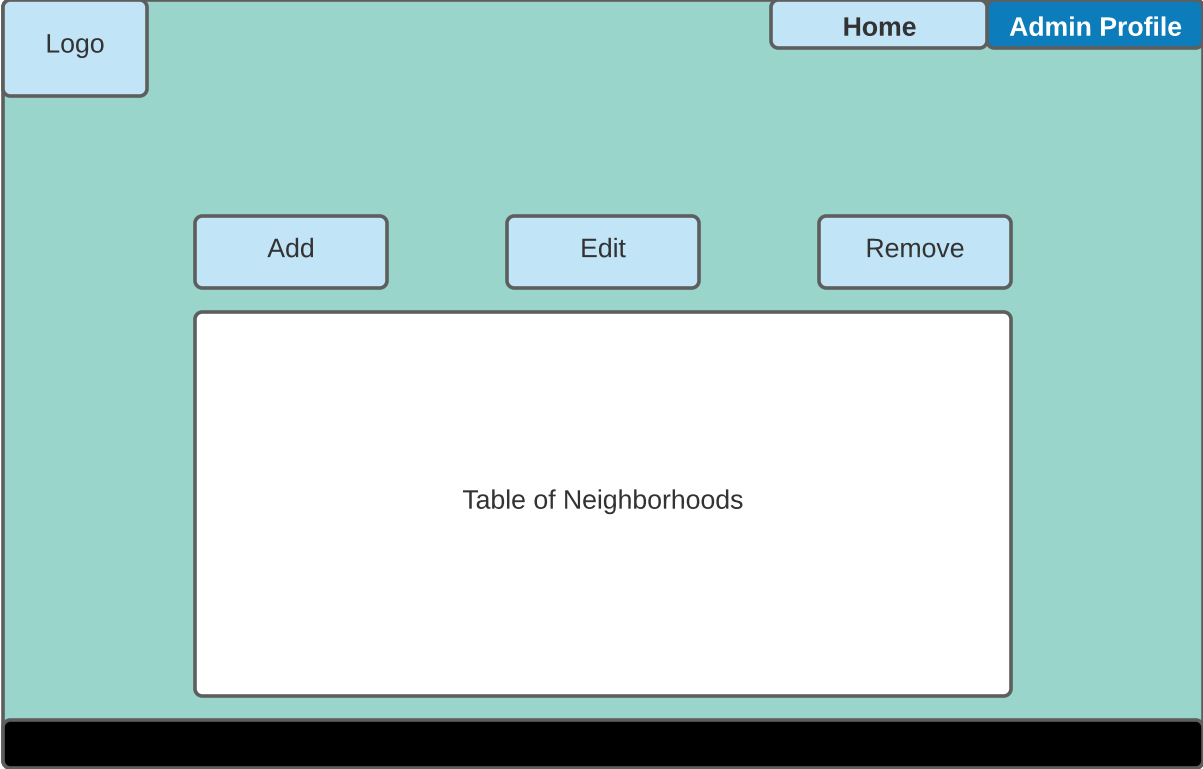 Logo
Home
Admin Profile
Add
Edit
Remove
Table of Neighborhoods